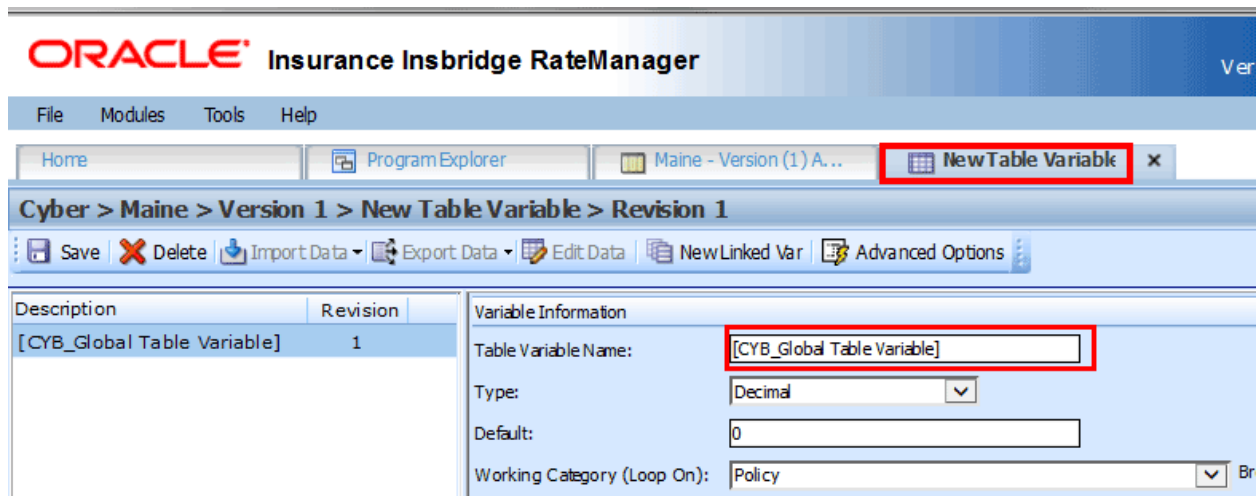 ORACLE Insurance Insbridge RateManager
Ver
File Modules Tools Help
Home Program Explorer Maine - Version (1) A... New Table Variable
Cyber > Maine > Version 1 > New Table Variable > Revision 1
Save Delete Import Data Export Data Edit Data New Linked Var Advanced Options
Description Revision
[CYB_Global Table Variable] 1
Variable Information
Table Variable Name: [CYB_Global Table Variable]
Type: Decimal
Default: 0
Working Category (Loop On): Policy Br